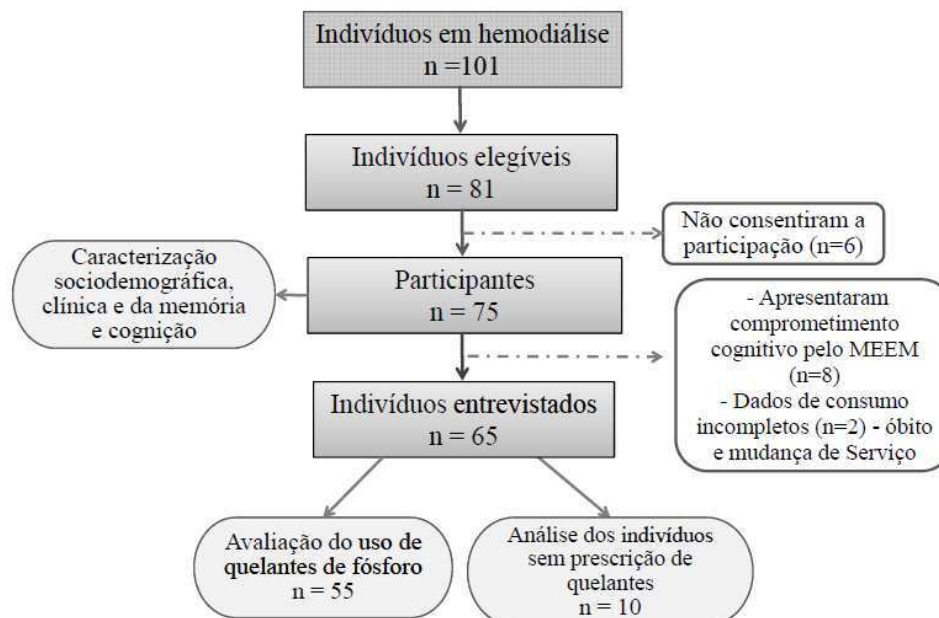 Indivíduos em hemodiálise
n =101
Indivíduos elegíveis
n = 81
Não consentiram a
participação (n=6)
Caracterização
sociodemográfica,
clínica e da memória
e cognição
Participantes
n = 75
- Apresentaram
comprometimento
cognitivo pelo MEEM
(n=8)
- Dados de consumo
incompletos (n=2) - óbito
e mudança de Serviço
Indivíduos entrevistados
n = 65
Avaliação do uso de
quelantes de fósforo
n = 55
Análise dos indivíduos
sem prescrição de
quelantes
n = 10